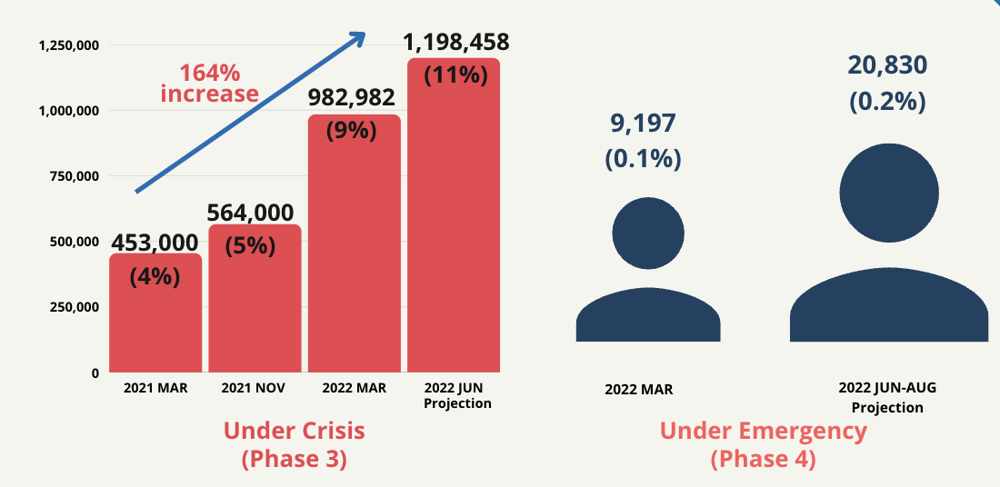 1,250,000
1,000,000
750,000
500,000
250,000
0
164%
increase
453,000
(4%)
564,000
(5%)
982,982
(9%)
1,198,458
(11%)
2021 MAR
2021 NOV
2022 MAR
2022 JUN
Projection
Under Crisis
(Phase 3)
9,197
(0.1%)
20,830
(0.2%)
2022 MAR
2022 JUN-AUG
Projection
Under Emergency
(Phase 4)